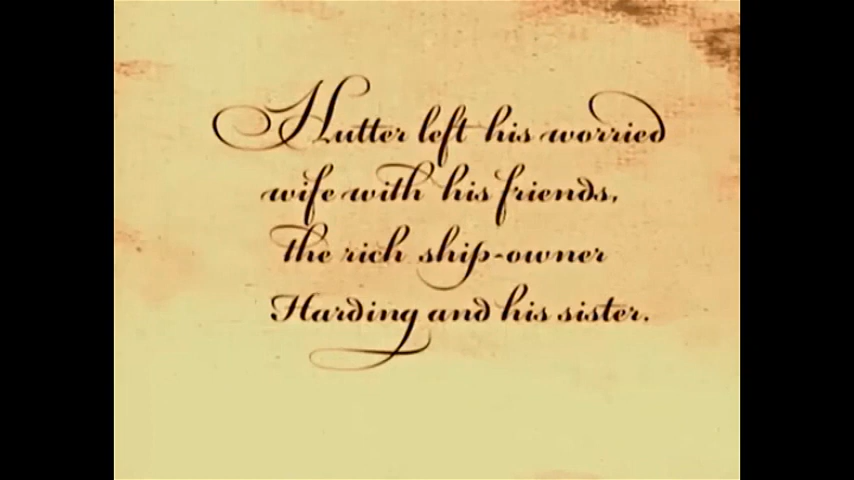 Hutter left his worried
wife with his friends,
the rich ship-owner
Harding and his sister.